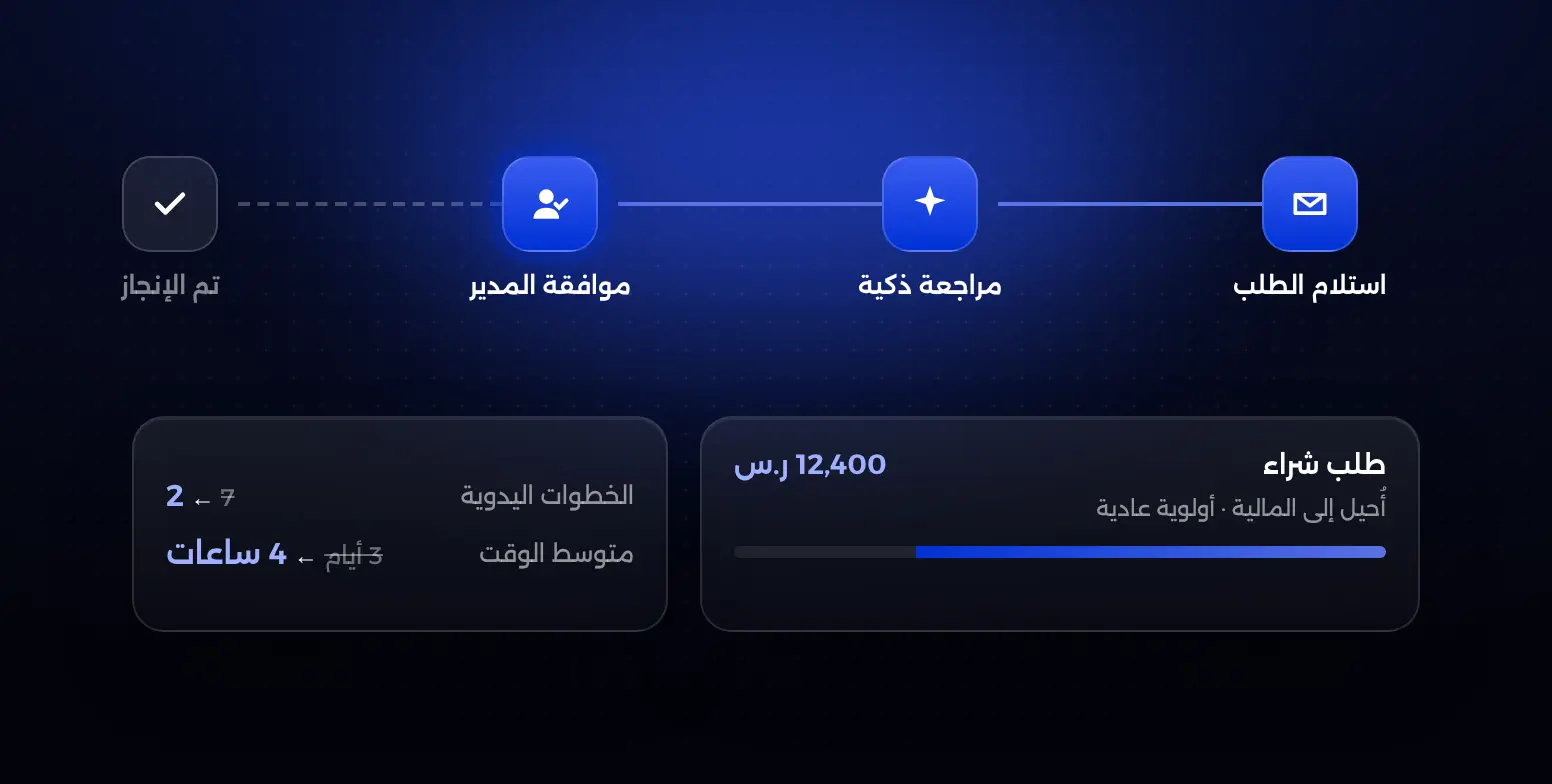 استلام الطلب
مراجعة ذكية
موافقة المدير
تم الإنجاز
طلب شراء
12,400 ر.س
أُحيل إلى المالية · أولوية عادية
الخطوات اليدوية
7 ← 2
متوسط الوقت
3 أيام ← 4 ساعات